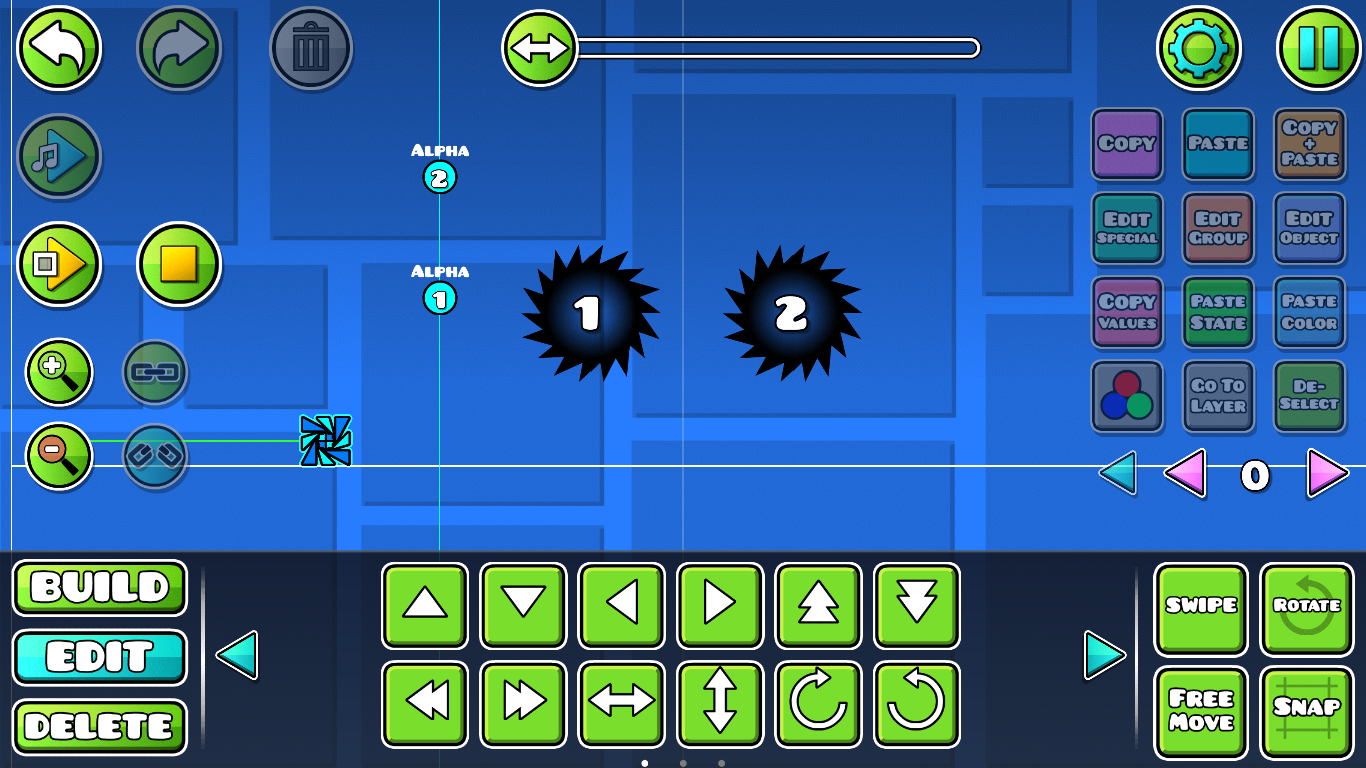 COPY
PASTE
COPY
+
PASTE
ALPHA
2
EDIT
SPECIAL
EDIT
GROUP
EDIT
OBJECT
ALPHA
1
1
2
COPY
VALUES
PASTE
STATE
PASTE
COLOR
GO TO
LAYER
DE-
SELECT
0
BUILD
EDIT
DELETE
SWIPE
ROTATE
FREE
MOVE
SNAP